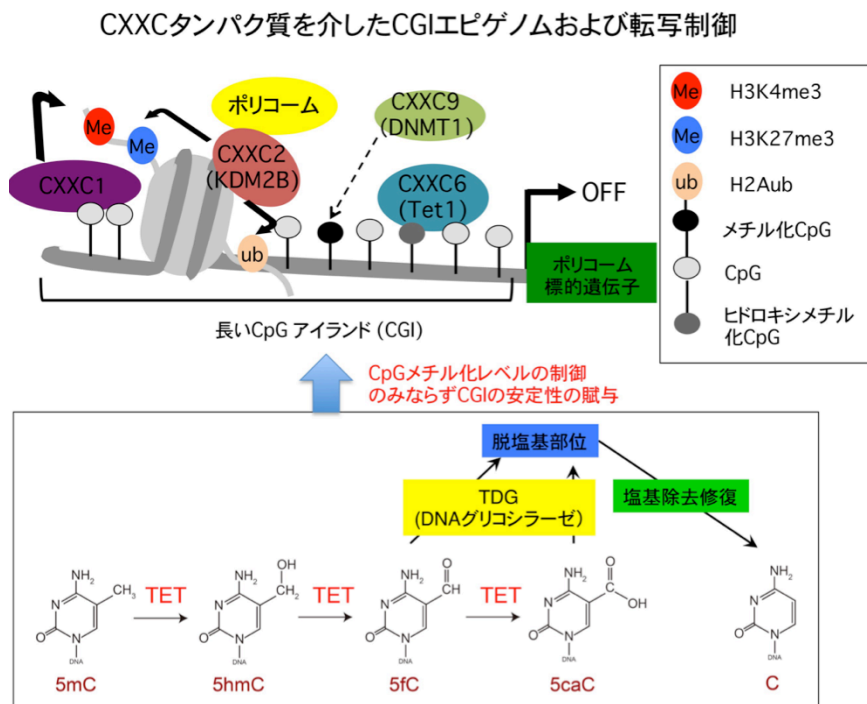 CXXCタンパク質を介したCGIエピゲノムおよび転写制御
ポリコーム
CXXC9
(DNMT1)
Me
Me
CXXC2
(KDM2B)
CXXC1
CXXC6
(Tet1)
OFF
ub
ポリコーム
標的遺伝子
長いCpG アイランド (CGI)
Me H3K4me3
Me H3K27me3
ub H2Aub
メチル化CpG
CpG
ヒドロキシメチル
化CpG
CpGメチル化レベルの制御
のみならずCGIの安定性の賦与
脱塩基部位
TDG
(DNAグリコシラーゼ)
塩基除去修復
NH2 CH3 N O N DNA
TET
NH2 OH CH2 N O N DNA
TET
NH2 O CH N O N DNA
TET
NH2 O C OH N O N DNA
NH2 N O N DNA
5mC 5hmC 5fC 5caC C